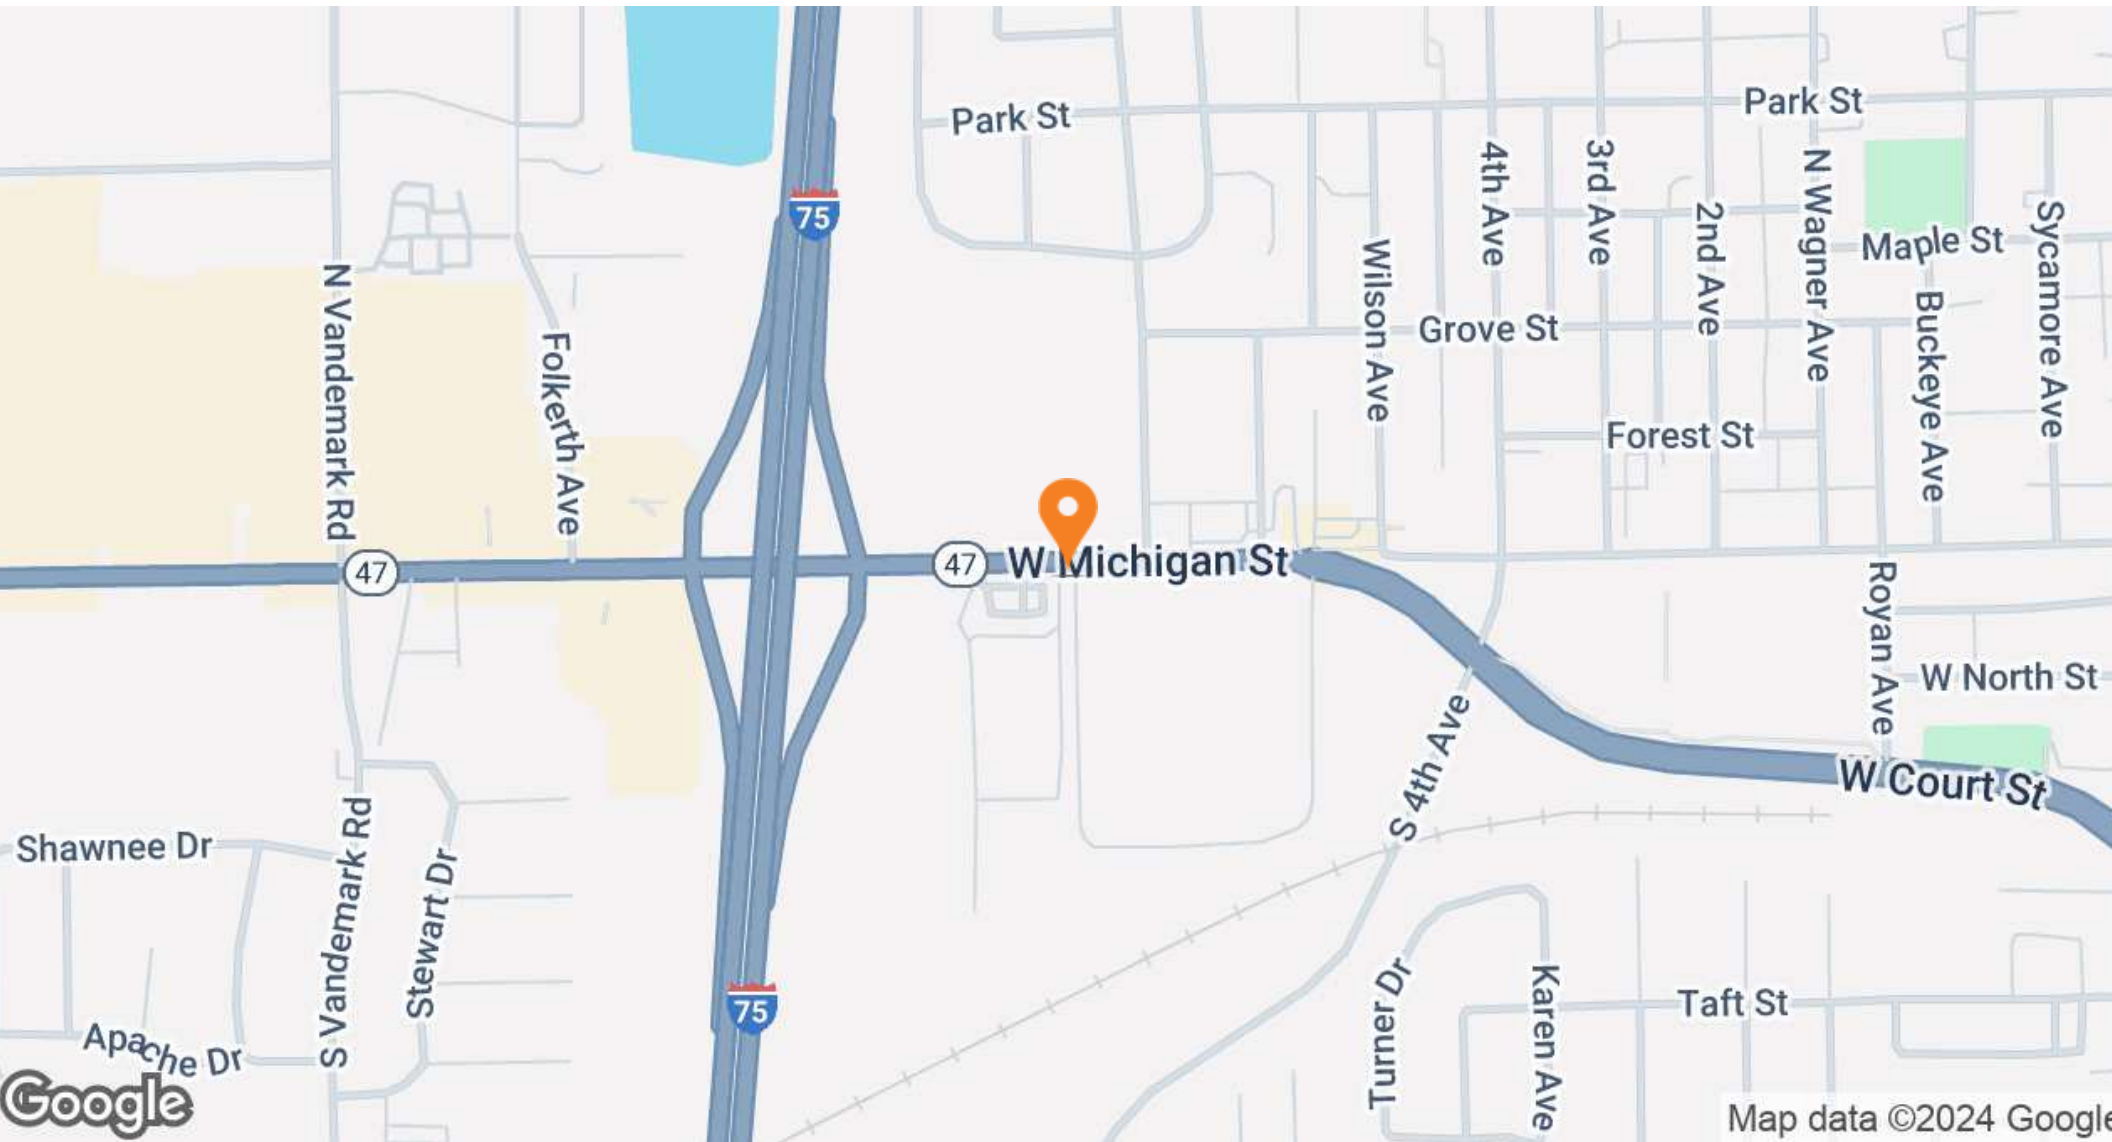 Park St
Park St
75
4th Ave
3rd Ave
2nd Ave
N Wagner Ave
Maple St
Sycamore Ave
N Vandemark Rd
Folkerth Ave
Wilson Ave
Grove St
Buckeye Ave
Forest St
47
47
W Michigan St
Royan Ave
W North St
S 4th Ave
W Court St
Shawnee Dr
S Vandemark Rd
Stewart Dr
75
Turner Dr
Karen Ave
Taft St
Apache Dr
Google
Map data ©2024 Google